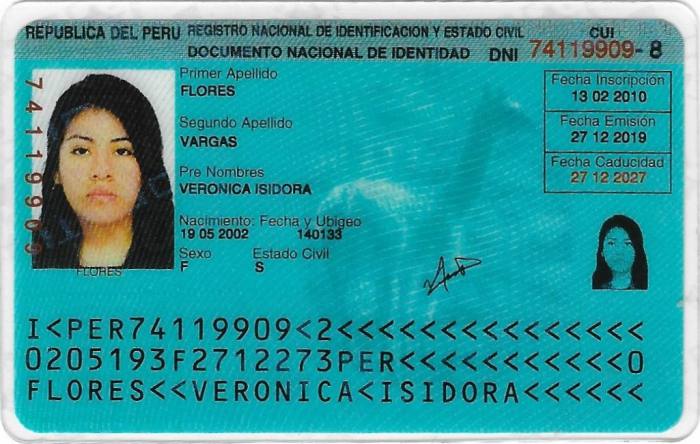 REPUBLICA DEL PERU REGISTRO NACIONAL DE IDENTIFICACION Y ESTADO CIVIL CUI
DOCUMENTO NACIONAL DE IDENTIDAD DNI 74119909-8
Primer Apellido
FLORES
Segundo Apellido
VARGAS
Pre Nombres
VERONICA ISIDORA
Nacimiento: Fecha y Ubigeo
19 05 2002 140133
Sexo Estado Civil
F S
Fecha Inscripción
13 02 2010
Fecha Emisión
27 12 2019
Fecha Caducidad
27 12 2027
74119909
FLORES
I<PER74119909<2<<<<<<<<<<<<<<<
0205193F2712273PER<<<<<<<<<<<0
FLORES<<VERONICA<ISIDORA<<<<<<